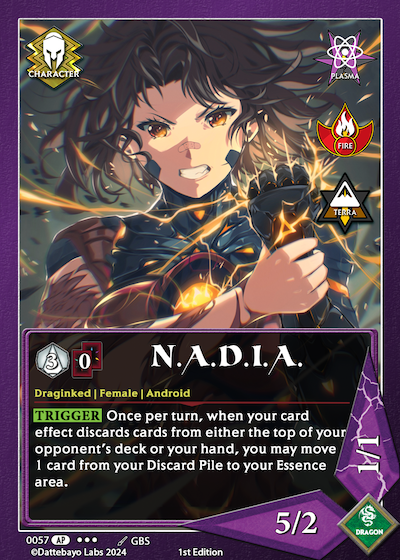 CHARACTER
PLASMA
FIRE
TERRA
3 0 N.A.D.I.A.
Draginked | Female | Android
TRIGGER Once per turn, when your card
effect discards cards from either the top of your
opponent's deck or your hand, you may move
1 card from your Discard Pile to your Essence
area.
1/1
5/2
DRAGON
0057 AP ••• GBS
©Dattebayo Labs 2024 1st Edition